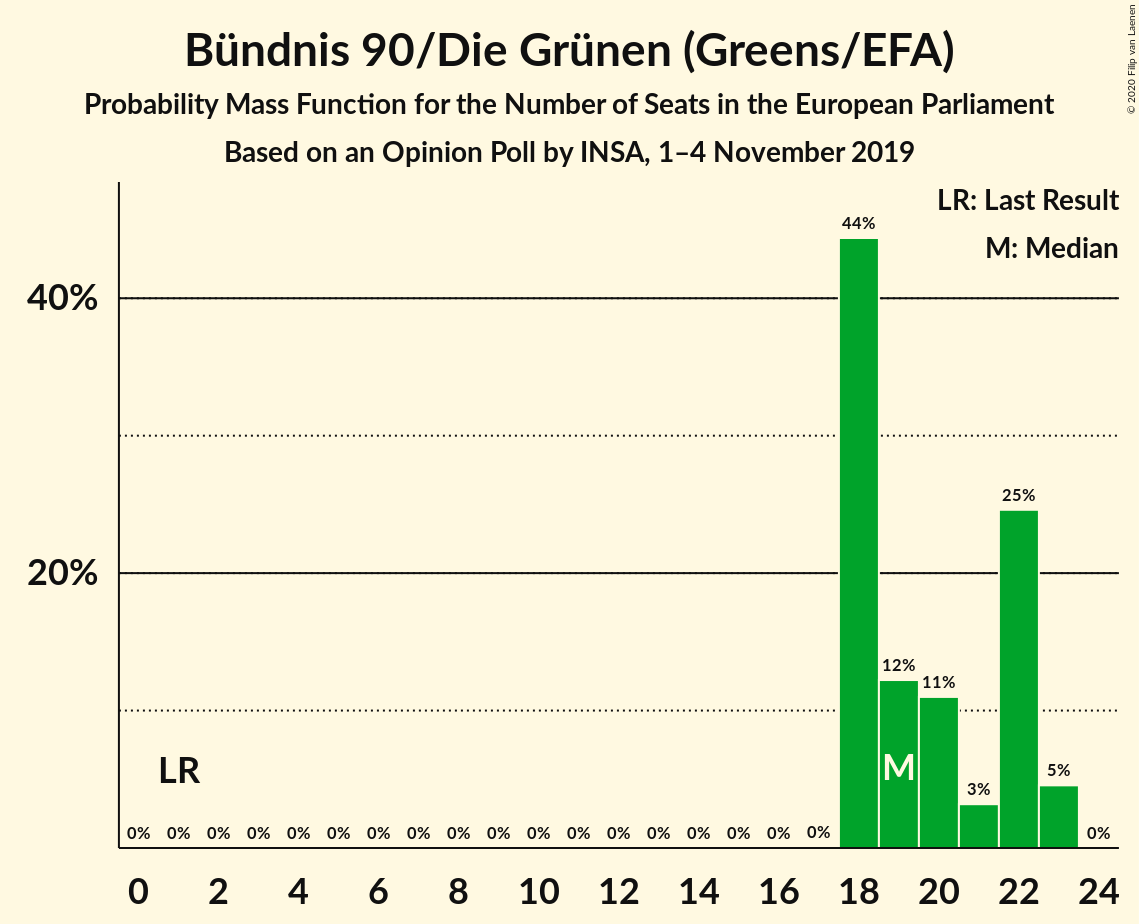 Bündnis 90/Die Grünen (Greens/EFA)
Probability Mass Function for the Number of Seats in the European Parliament
Based on an Opinion Poll by INSA, 1–4 November 2019
© 2020 Filip van Laenen
LR: Last Result
M: Median
44%
40%
25%
20%
12%
11%
LR
M
5%
3%
0% 0% 0% 0% 0% 0% 0% 0% 0% 0% 0% 0% 0% 0% 0% 0% 0% 0% 0%
0 2 4 6 8 10 12 14 16 18 20 22 24